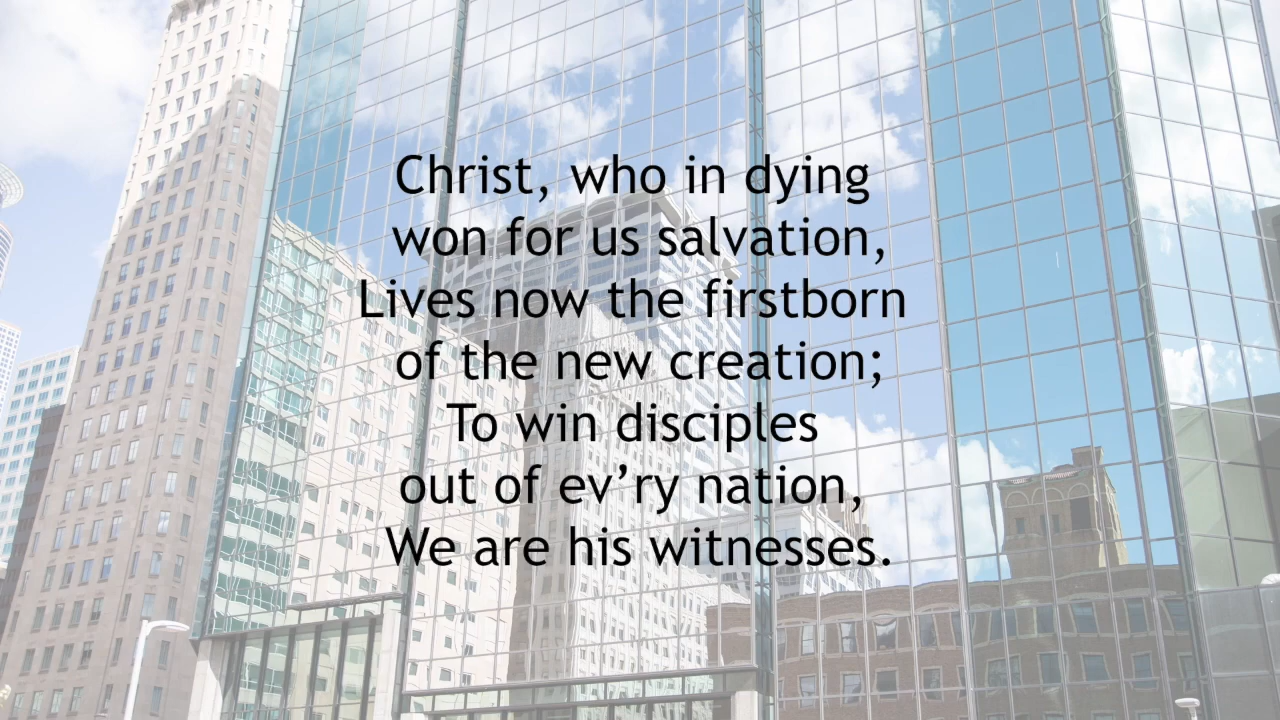 Christ, who in dying
won for us salvation,
Lives now the firstborn
of the new creation;
To win disciples
out of ev’ry nation,
We are his witnesses.